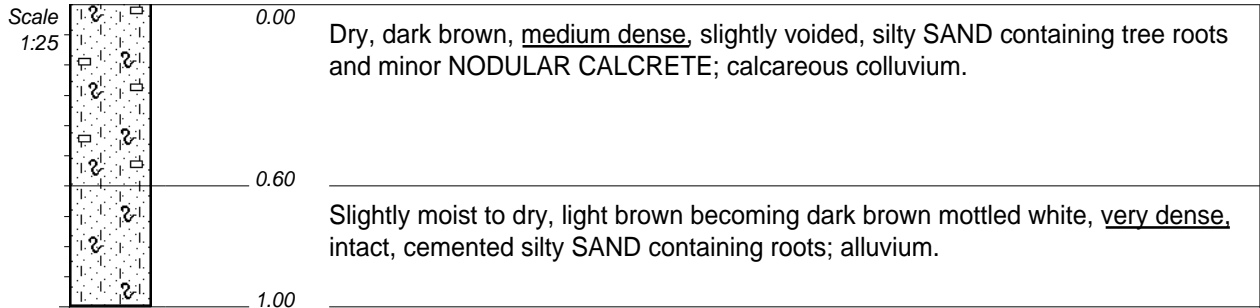 Scale
1:25
0.00
Dry, dark brown, medium dense, slightly voided, silty SAND containing tree roots
and minor NODULAR CALCRETE; calcareous colluvium.
0.60
Slightly moist to dry, light brown becoming dark brown mottled white, very dense,
intact, cemented silty SAND containing roots; alluvium.
1.00